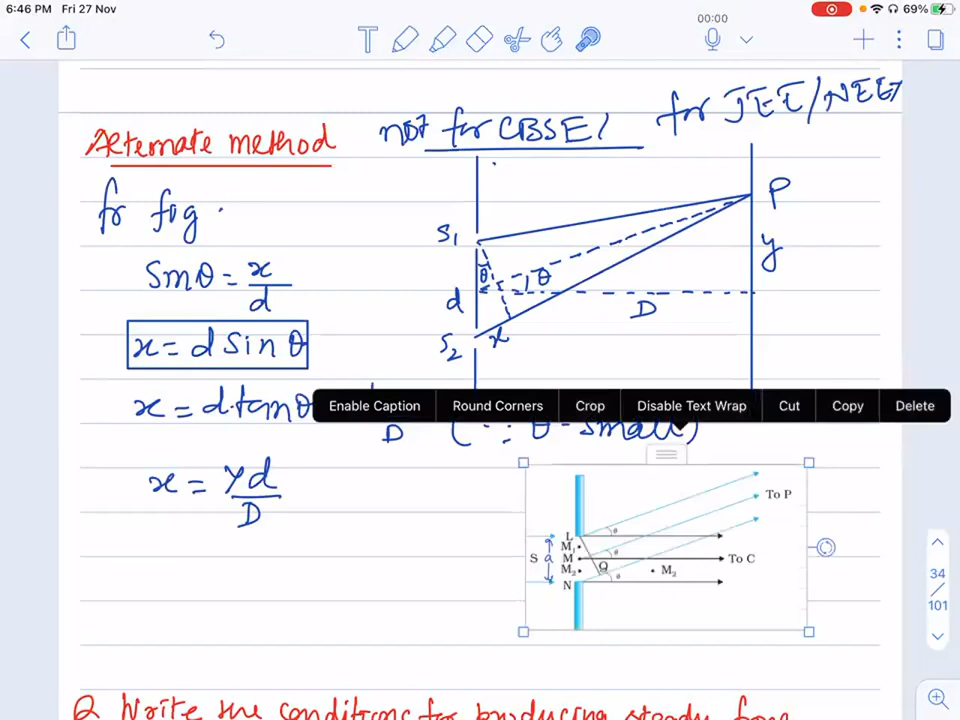 6:46 PM Fri 27 Nov
69%
00:00
T
Alternate method
not for CBSE/
for JEE/NEET
fr fig.
P
S1
θ
θ
y
Sinθ = x/d
d
D
x = d Sin θ
S2
x
x = d.tanθ
Enable Caption Round Corners Crop Disable Text Wrap Cut Copy Delete
D
(∵ θ - small)
x = yd/D
To P
θ
L
M1
θ
S a M
To C
M2 Q
M2
θ
N
34
/
101
Q Write the conditions for producing steady